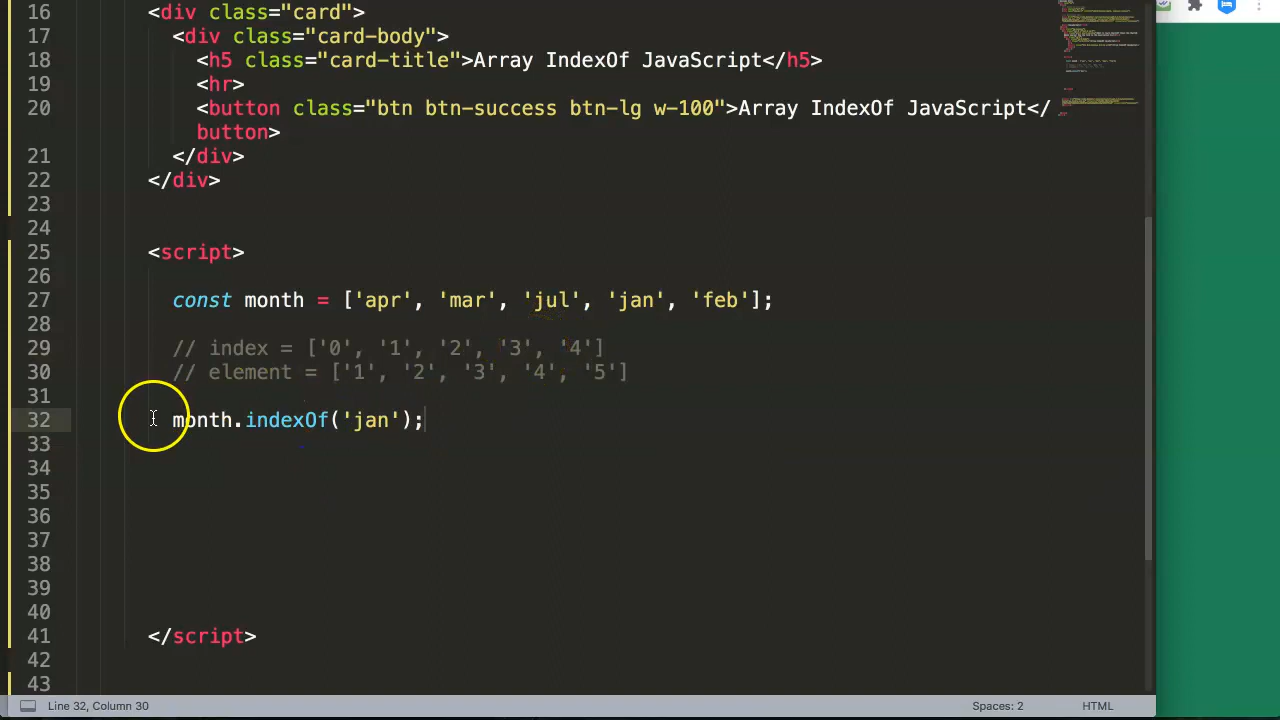 16 <div class="card">
17 <div class="card-body">
18 <h5 class="card-title">Array IndexOf JavaScript</h5>
19 <hr>
20 <button class="btn btn-success btn-lg w-100">Array IndexOf JavaScript</
button>
21 </div>
22 </div>
23
24
25 <script>
26
27 const month = ['apr', 'mar', 'jul', 'jan', 'feb'];
28
29 // index = ['0', '1', '2', '3', '4']
30 // element = ['1', '2', '3', '4', '5']
31
32 month.indexOf('jan');
33
34
35
36
37
38
39
40
41 </script>
42
43
Line 32, Column 30 Spaces: 2 HTML